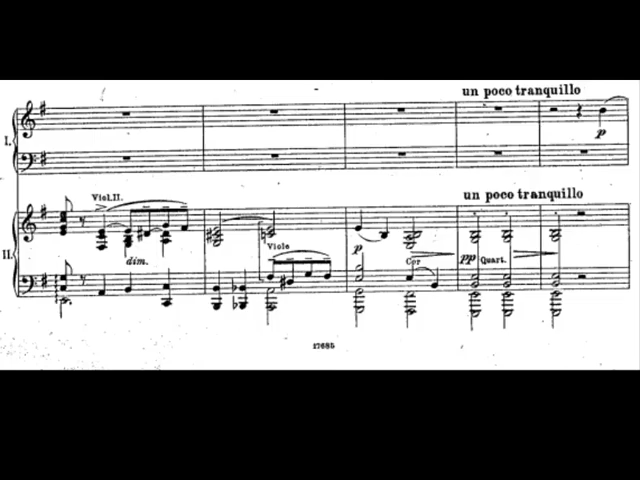 un poco tranquillo
I.
p
Viol.II.
un poco tranquillo
II.
dim.
Viole
p
Cor
pp
Quart.
17685